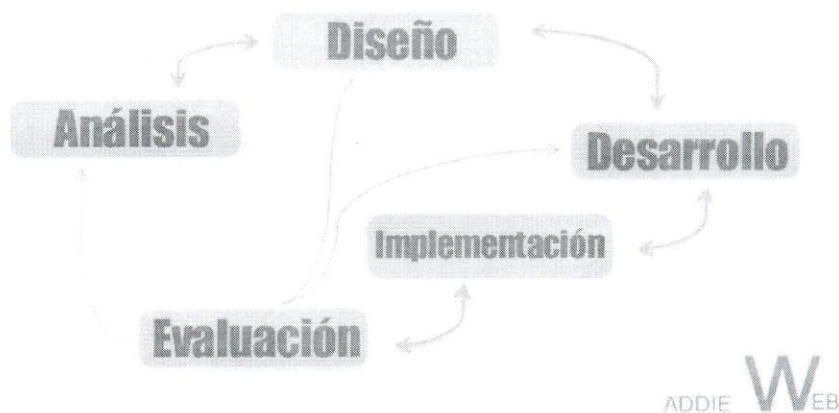 Diseño
Análisis
Desarrollo
Implementación
Evaluación
ADDIE WEB